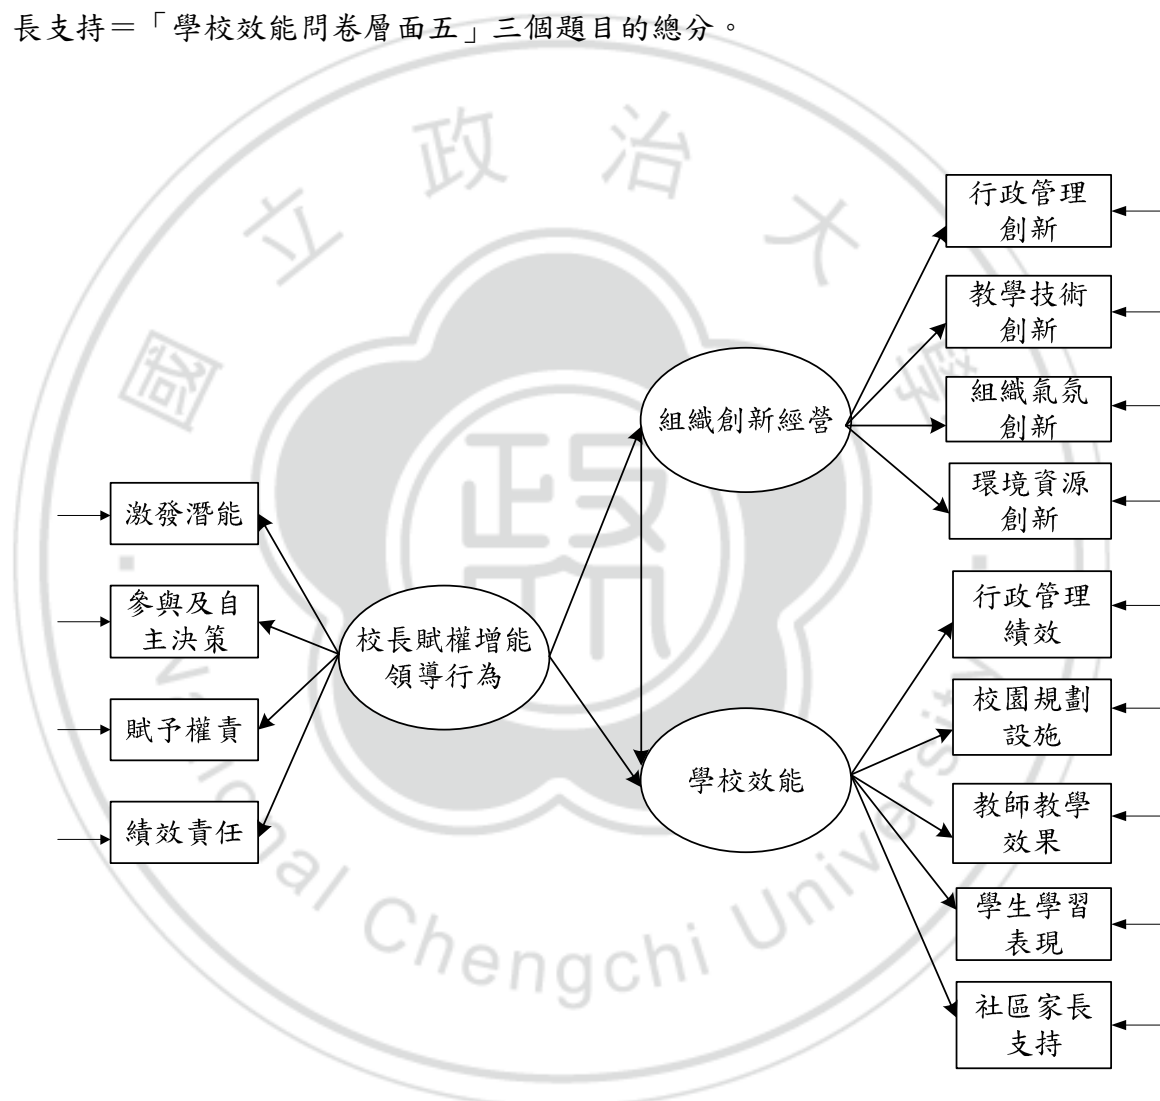 長支持＝「學校效能問卷層面五」三個題目的總分。
國立政治大學
行政管理
創新
教學技術
創新
組織氣氛
創新
環境資源
創新
組織創新經營
激發潛能
參與及自
主決策
賦予權責
績效責任
校長賦權增能
領導行為
學校效能
行政管理
績效
校園規劃
設施
教師教學
效果
學生學習
表現
社區家長
支持
Chengchi University